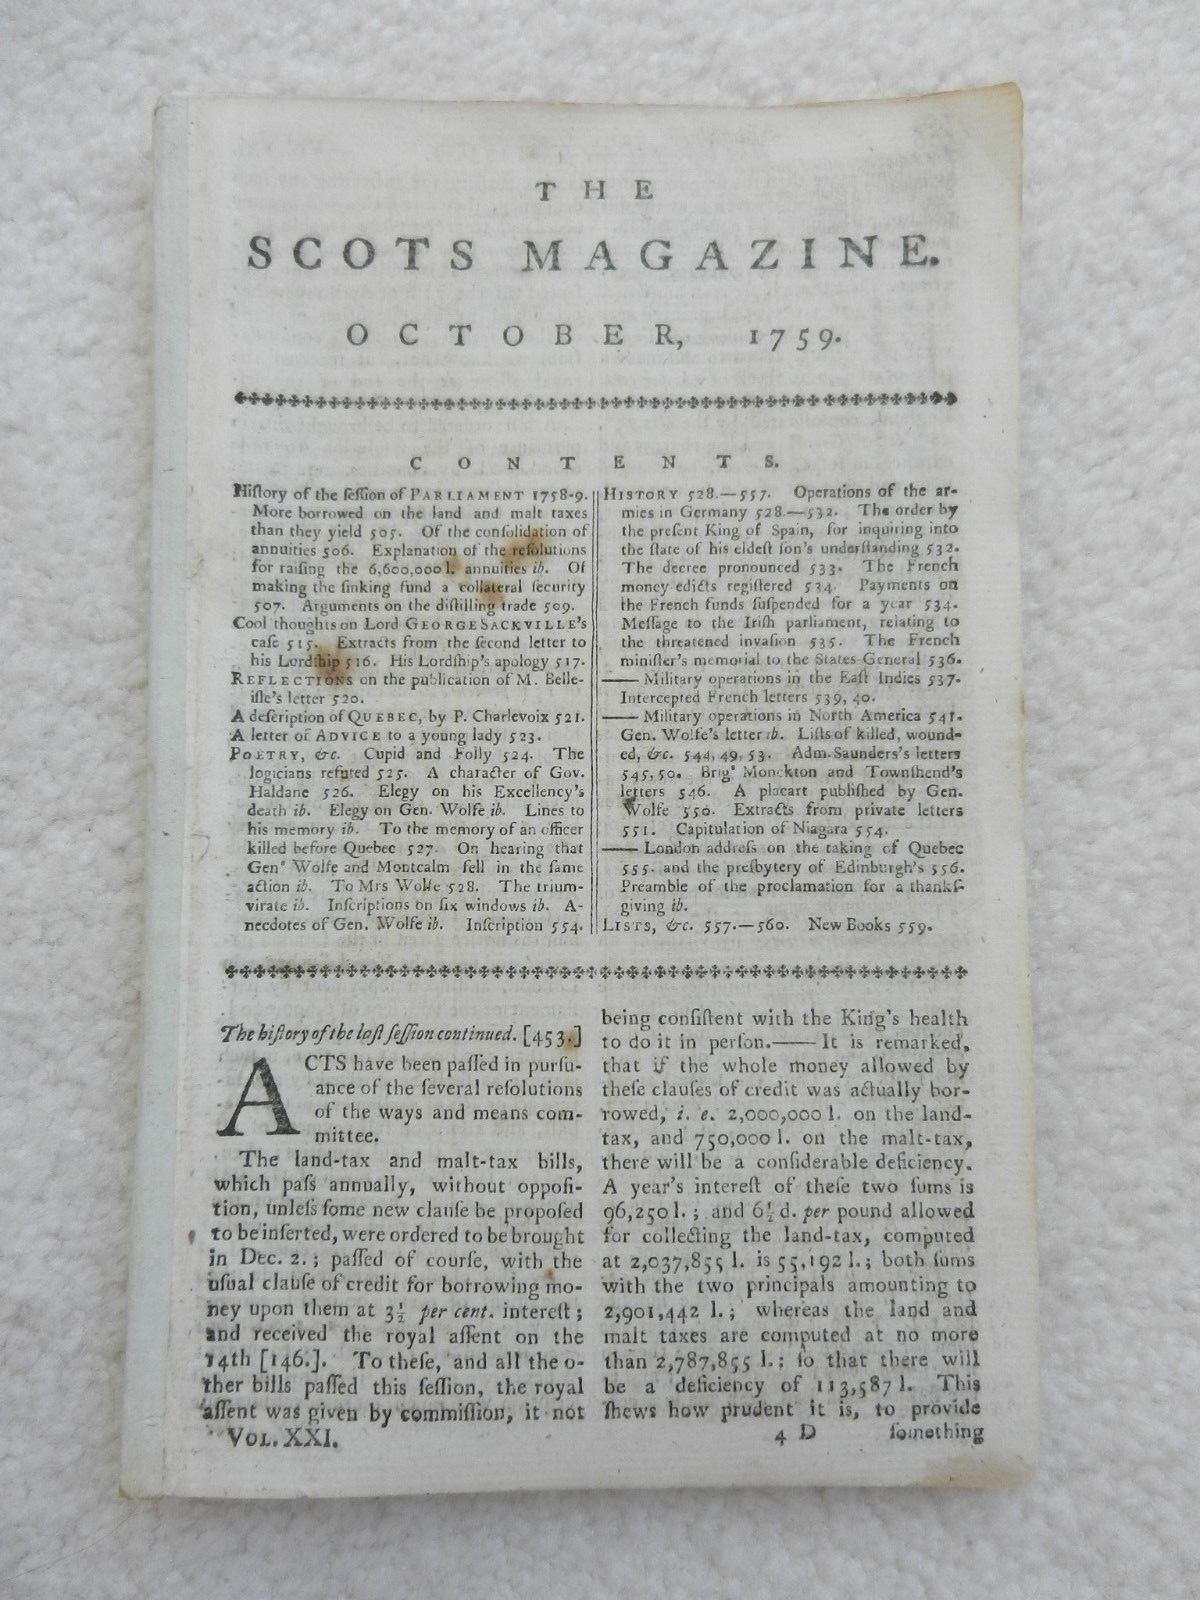 THE
SCOTS MAGAZINE.
OCTOBER, 1759.
CONTENTS.
Hiſtory of the ſeſſion of PARLIAMENT 1758-9.
More borrowed on the land and malt taxes
than they yield 505. Of the conſolidation of
annuities 506. Explanation of the reſolutions
for raiſing the 6,600,000 l. annuities ib. Of
making the ſinking fund a collateral ſecurity
507. Arguments on the diſtilling trade 509.
Cool thoughts on Lord GEORGE SACKVILLE's
caſe 515. Extracts from the ſecond letter to
his Lordſhip 516. His Lordſhip's apology 517.
REFLECTIONS on the publication of M. Belle-
iſle's letter 520.
A deſcription of QUEBEC, by P. Charlevoix 521.
A letter of ADVICE to a young lady 523.
POETRY, &c. Cupid and Folly 524. The
logicians refuted 525. A character of Gov.
Haldane 526. Elegy on his Excellency's
death ib. Elegy on Gen. Wolfe ib. Lines to
his memory ib. To the memory of an officer
killed before Quebec 527. On hearing that
Genˢ Wolfe and Montcalm fell in the ſame
action ib. To Mrs Wolfe 528. The trium-
virate ib. Inſcriptions on ſix windows ib. A-
necdotes of Gen. Wolfe ib. Inſcription 554.
HISTORY 528.—557. Operations of the ar-
mies in Germany 528.—532. The order by
the preſent King of Spain, for inquiring into
the ſtate of his eldeſt ſon's underſtanding 532.
The decree pronounced 533. The French
money edicts regiſtered 534. Payments on
the French funds ſuſpended for a year 534.
Meſſage to the Iriſh parliament, relating to
the threatened invaſion 535. The French
miniſter's memorial to the States-General 536.
—— Military operations in the Eaſt Indies 537.
Intercepted French letters 539, 40.
—— Military operations in North America 541.
Gen. Wolfe's letter ib. Liſts of killed, wound-
ed, &c. 544, 49, 53. Adm. Saunders's letters
545, 50. Brigˢ Monckton and Townſhend's
letters 546. A placart publiſhed by Gen.
Wolfe 550. Extracts from private letters
551. Capitulation of Niagara 554.
—— London addreſs on the taking of Quebec
555. and the preſbytery of Edinburgh's 556.
Preamble of the proclamation for a thankſ-
giving ib.
LISTS, &c. 557.—560. New Books 559.
The hiſtory of the laſt ſeſſion continued. [453.]
ACTS have been paſſed in purſu-
ance of the ſeveral reſolutions
of the ways and means com-
mittee.
The land-tax and malt-tax bills,
which paſs annually, without oppoſi-
tion, unleſs ſome new clauſe be propoſed
to be inſerted, were ordered to be brought
in Dec. 2.; paſſed of courſe, with the
uſual clauſe of credit for borrowing mo-
ney upon them at 3½ per cent. intereſt;
and received the royal aſſent on the
14th [146.]. To theſe, and all the o-
ther bills paſſed this ſeſſion, the royal
aſſent was given by commiſſion, it not
VOL. XXI.
being conſiſtent with the King's health
to do it in perſon.—— It is remarked,
that if the whole money allowed by
theſe clauſes of credit was actually bor-
rowed, i. e. 2,000,000 l. on the land-
tax, and 750,000 l. on the malt-tax,
there will be a conſiderable deficiency.
A year's intereſt of theſe two ſums is
96,250 l.; and 6½ d. per pound allowed
for collecting the land-tax, computed
at 2,037,855 l. is 55,192 l.; both ſums
with the two principals amounting to
2,901,442 l.; whereas the land and
malt taxes are computed at no more
than 2,787,855 l.; ſo that there will
be a deficiency of 113,587 l. This
ſhews how prudent it is, to provide
4 D ſomething